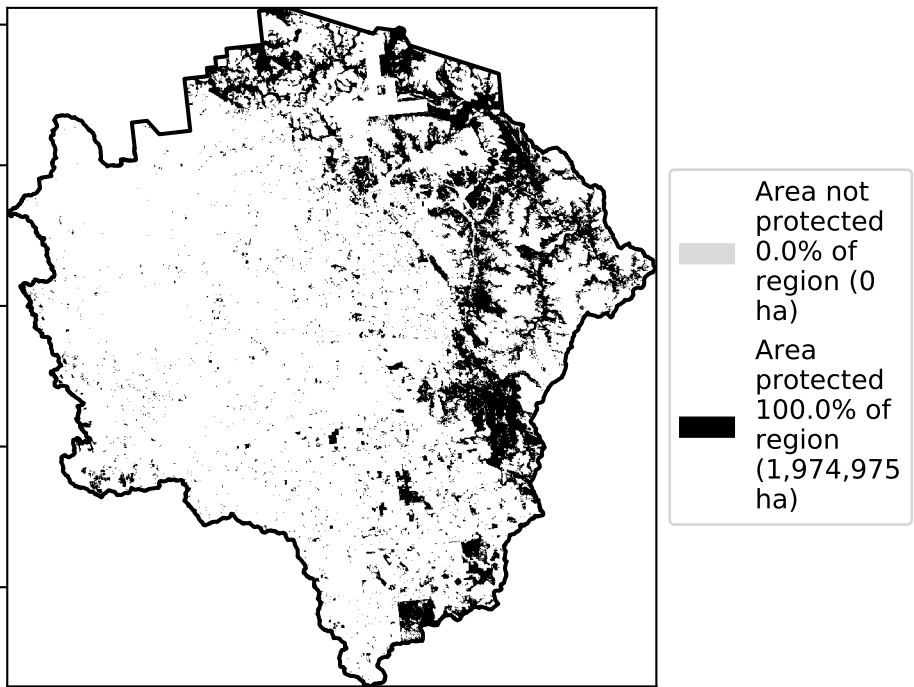 Area not
protected
0.0% of
region (0
ha)
Area
protected
100.0% of
region
(1,974,975
ha)